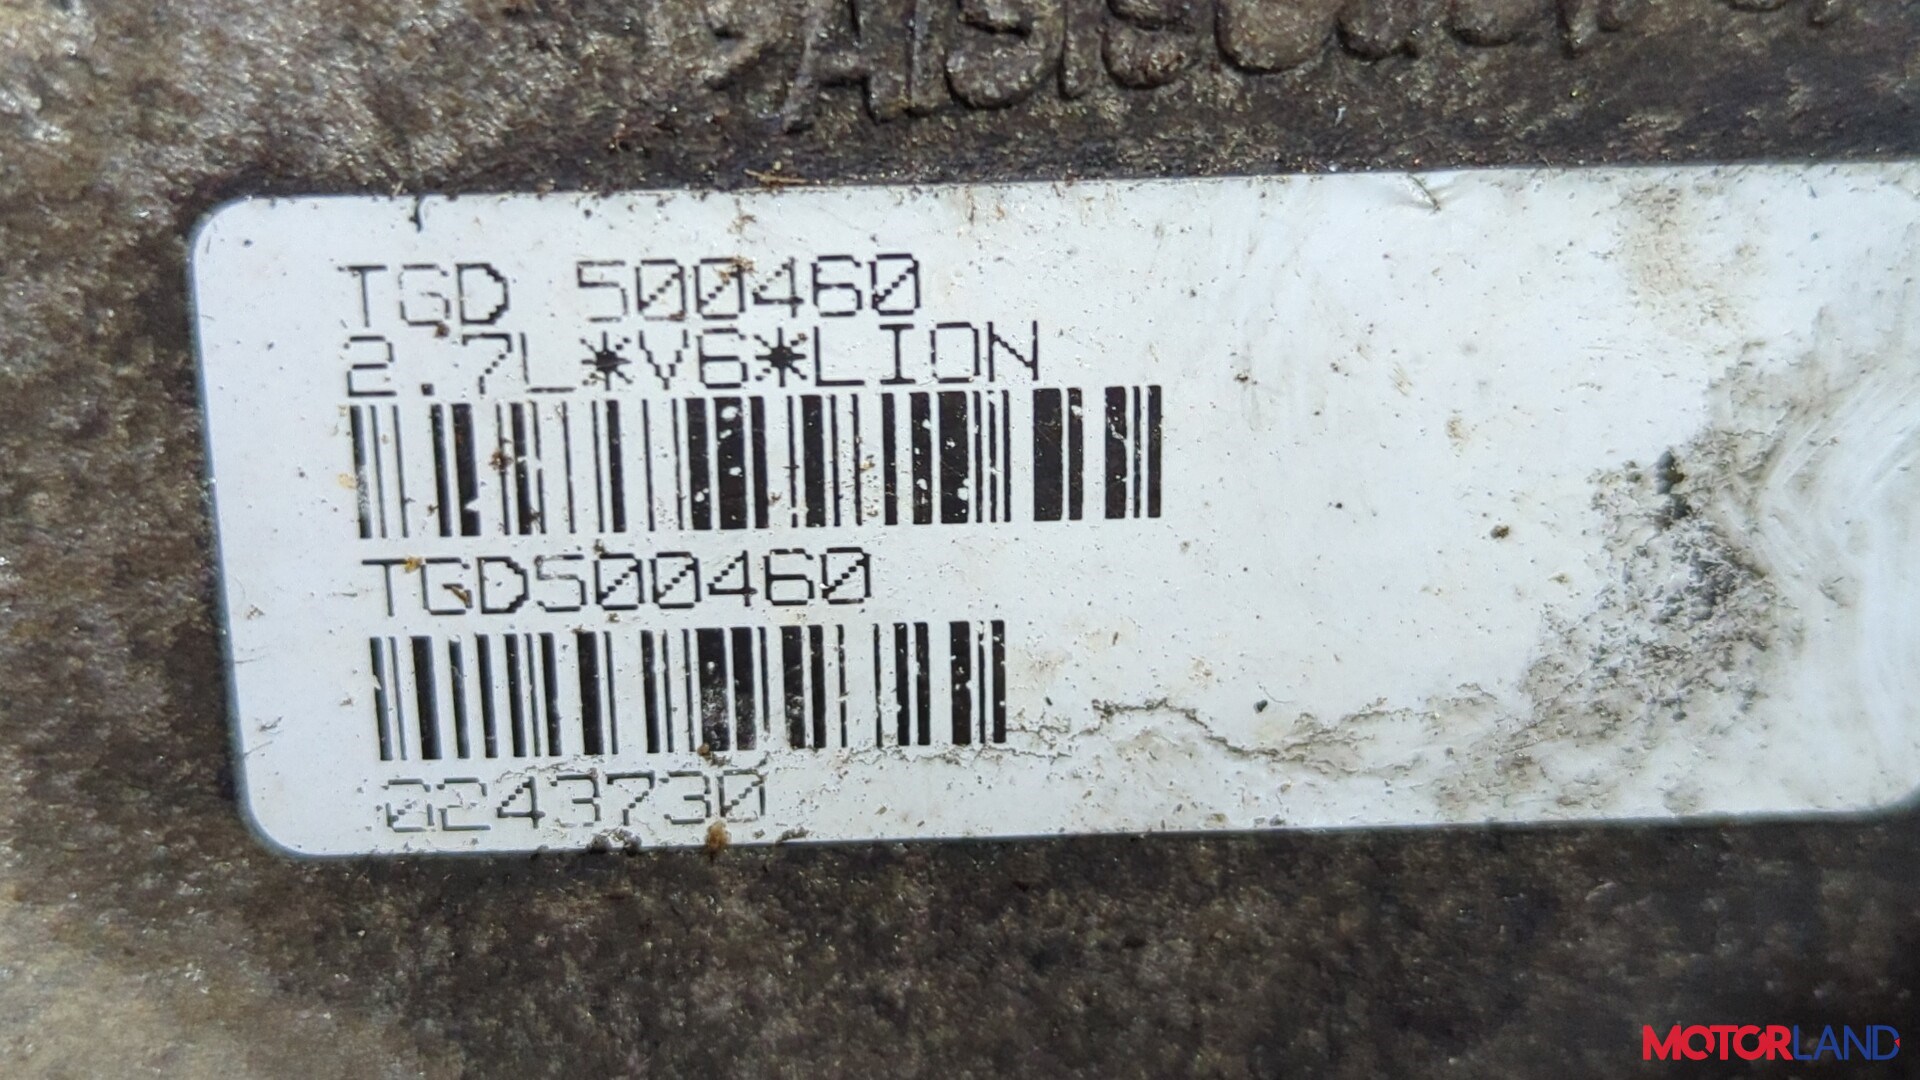 TGD 500460
2.7L*V6*LION
TGD500460
0243730
MOTORLAND